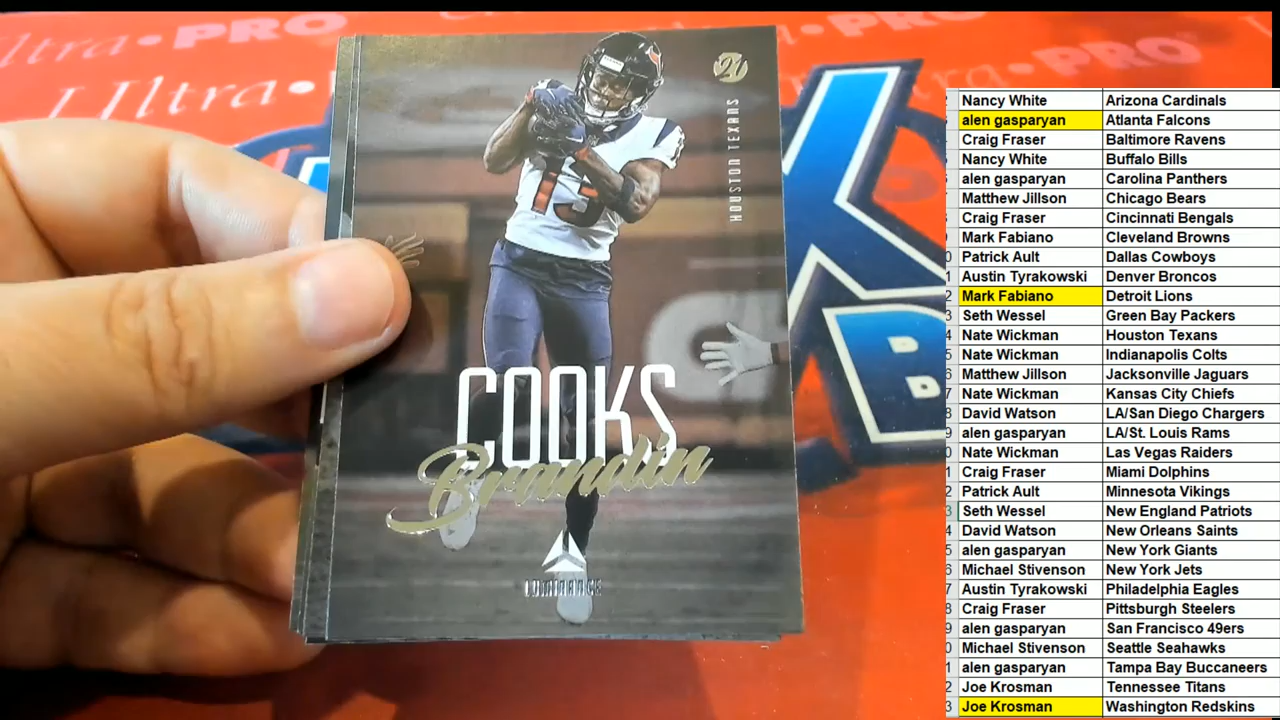 Ultra • PRO
Ultra • PRO
21
HOUSTON TEXANS
13
COOKS
Brandin
LUMINANCE
Nancy White Arizona Cardinals
alen gasparyan Atlanta Falcons
Craig Fraser Baltimore Ravens
Nancy White Buffalo Bills
alen gasparyan Carolina Panthers
Matthew Jillson Chicago Bears
Craig Fraser Cincinnati Bengals
Mark Fabiano Cleveland Browns
Patrick Ault Dallas Cowboys
Austin Tyrakowski Denver Broncos
Mark Fabiano Detroit Lions
Seth Wessel Green Bay Packers
Nate Wickman Houston Texans
Nate Wickman Indianapolis Colts
Matthew Jillson Jacksonville Jaguars
Nate Wickman Kansas City Chiefs
David Watson LA/San Diego Chargers
alen gasparyan LA/St. Louis Rams
Nate Wickman Las Vegas Raiders
Craig Fraser Miami Dolphins
Patrick Ault Minnesota Vikings
Seth Wessel New England Patriots
David Watson New Orleans Saints
alen gasparyan New York Giants
Michael Stivenson New York Jets
Austin Tyrakowski Philadelphia Eagles
Craig Fraser Pittsburgh Steelers
alen gasparyan San Francisco 49ers
Michael Stivenson Seattle Seahawks
alen gasparyan Tampa Bay Buccaneers
Joe Krosman Tennessee Titans
Joe Krosman Washington Redskins